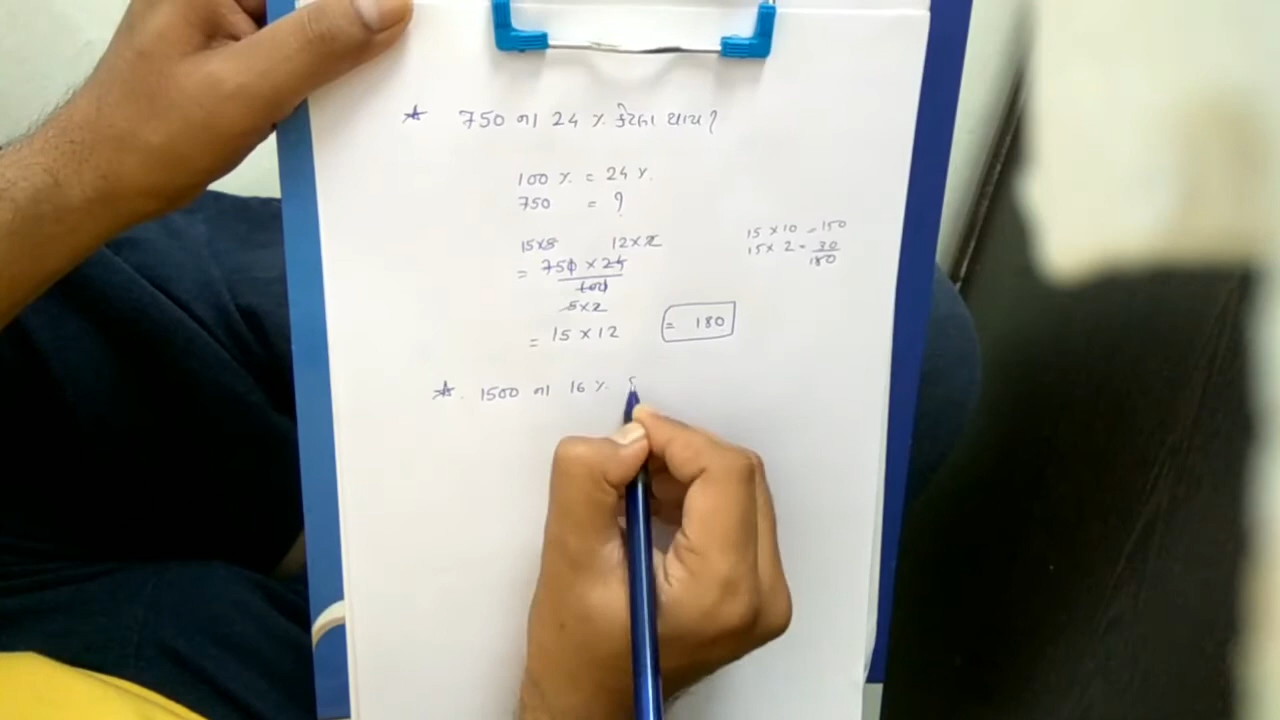 ★ 750 ના 24 % કેટલા થાય ?
100 % = 24 %.
750 = ?
15×5 12×2
= 750 × 24
100
5×2
= 15 × 12 = 180
15 × 10 = 150
15 × 2 = 30
180
★. 1500 ના 16 %.